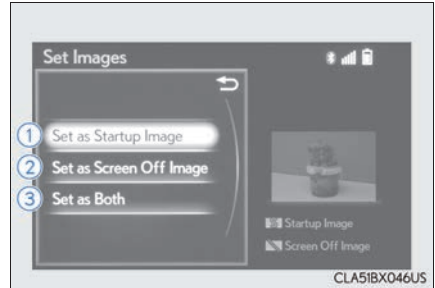 Set Images
1 Set as Startup Image
2 Set as Screen Off Image
3 Set as Both
Startup Image
Screen Off Image
CLA51BX046US